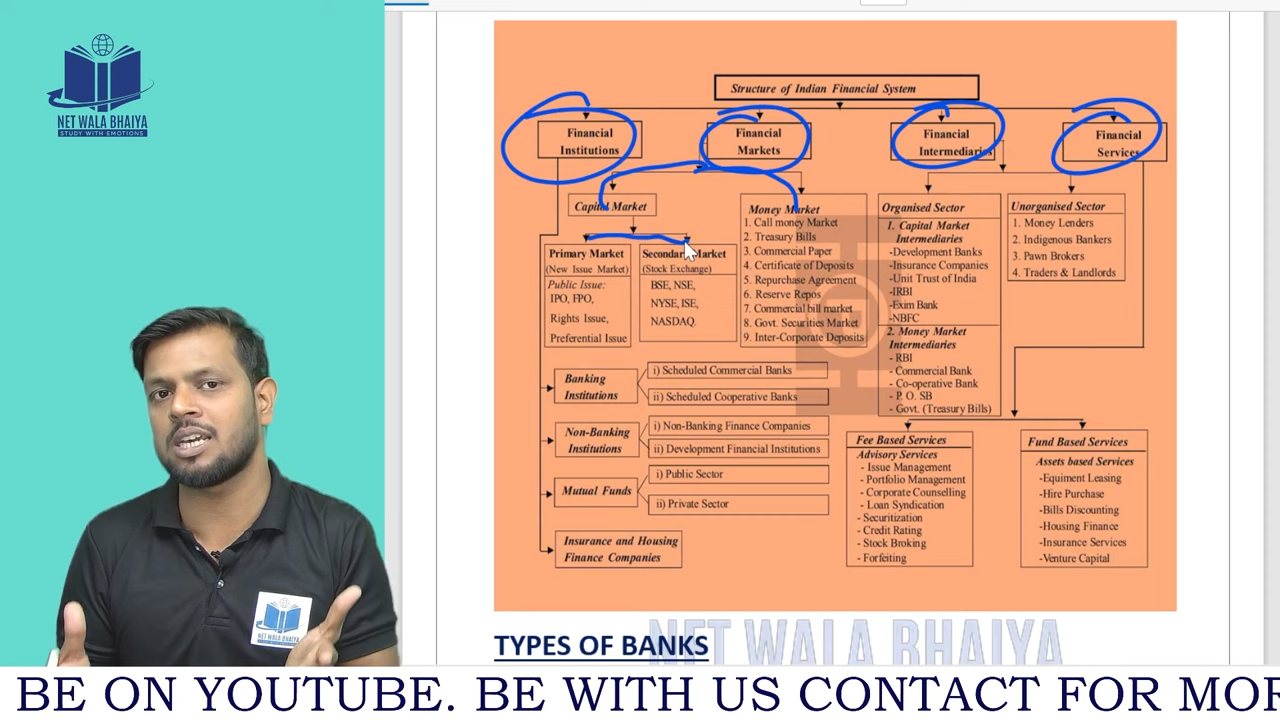 NET WALA BHAIYA
STUDY WITH EMOTIONS
Structure of Indian Financial System
Financial
Institutions
Financial
Markets
Financial
Intermediaries
Financial
Services
Capital Market
Primary Market
(New Issue Market)
Public Issue:
IPO, FPO,
Rights Issue,
Preferential Issue
Secondary Market
(Stock Exchange)
BSE, NSE,
NYSE, ISE,
NASDAQ.
Money Market
1. Call money Market
2. Treasury Bills
3. Commercial Paper
4. Certificate of Deposits
5. Repurchase Agreement
6. Reserve Repos
7. Commercial bill market
8. Govt. Securities Market
9. Inter-Corporate Deposits
Organised Sector
1. Capital Market
Intermediaries
-Development Banks
-Insurance Companies
-Unit Trust of India
-IRBI
-Exim Bank
-NBFC
2. Money Market
Intermediaries
- RBI
- Commercial Bank
- Co-operative Bank
- P. O. SB
- Govt. (Treasury Bills)
Unorganised Sector
1. Money Lenders
2. Indigenous Bankers
3. Pawn Brokers
4. Traders & Landlords
Banking
Institutions
i) Scheduled Commercial Banks
ii) Scheduled Cooperative Banks
Non-Banking
Institutions
i) Non-Banking Finance Companies
ii) Development Financial Institutions
Mutual Funds
i) Public Sector
ii) Private Sector
Insurance and Housing
Finance Companies
Fee Based Services
Advisory Services
- Issue Management
- Portfolio Management
- Corporate Counselling
- Loan Syndication
- Securitization
- Credit Rating
- Stock Broking
- Forfeiting
Fund Based Services
Assets based Services
-Equiment Leasing
-Hire Purchase
-Bills Discounting
-Housing Finance
-Insurance Services
-Venture Capital
TYPES OF BANKS
NET WALA BHAIYA
NET WALA BHAIYA
STUDY WITH EMOTIONS
BE ON YOUTUBE. BE WITH US CONTACT FOR MOR